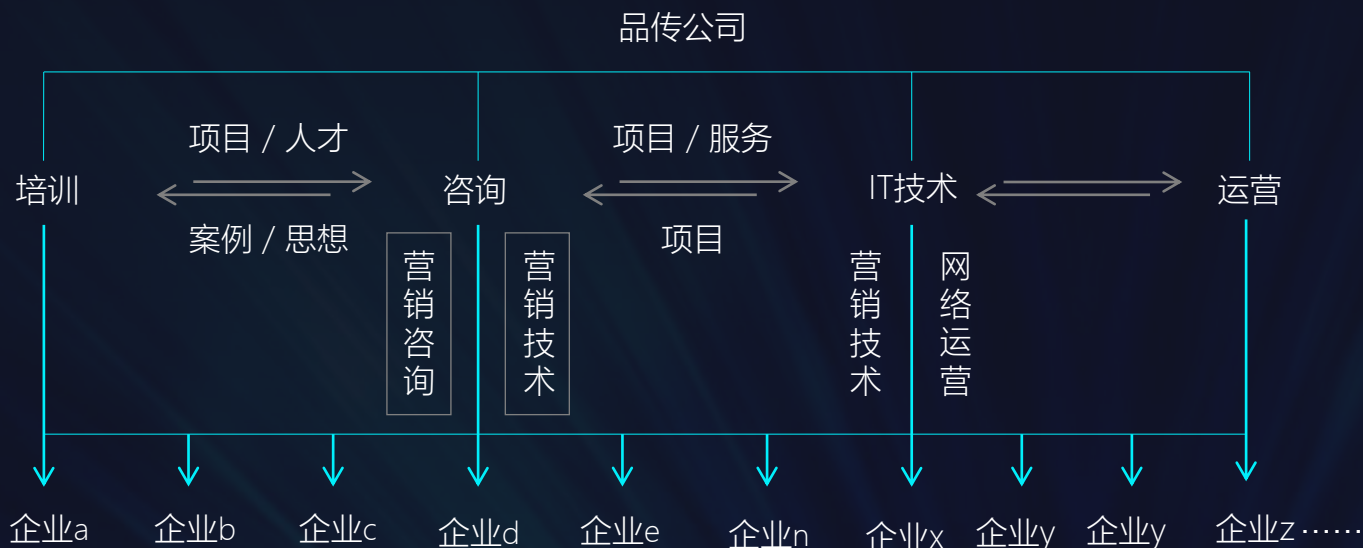 品传公司
项目 / 人才
项目 / 服务
培训
咨询
IT技术
运营
案例 / 思想
项目
营销咨询
营销技术
营销技术
网络运营
企业a
企业b
企业c
企业d
企业e
企业n
企业x
企业y
企业y
企业z……